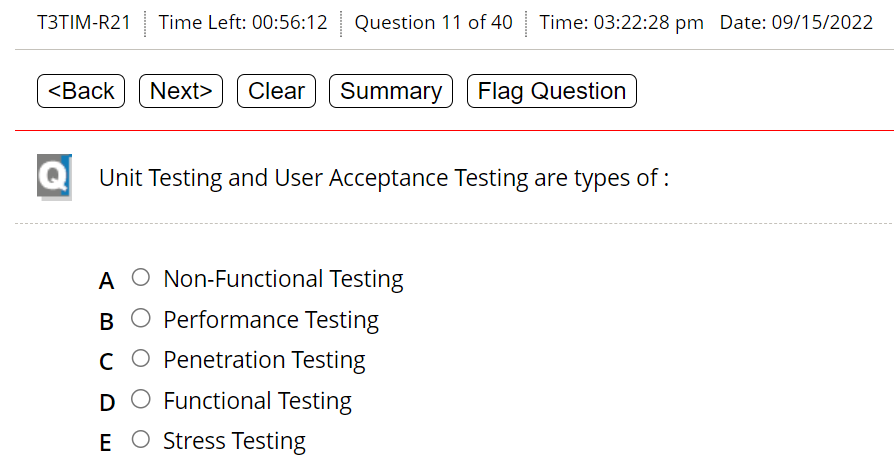 T3TIM-R21 Time Left: 00:56:12 Question 11 of 40 Time: 03:22:28 pm Date: 09/15/2022
<Back Next> Clear Summary Flag Question
Q Unit Testing and User Acceptance Testing are types of :
A Non-Functional Testing
B Performance Testing
C Penetration Testing
D Functional Testing
E Stress Testing